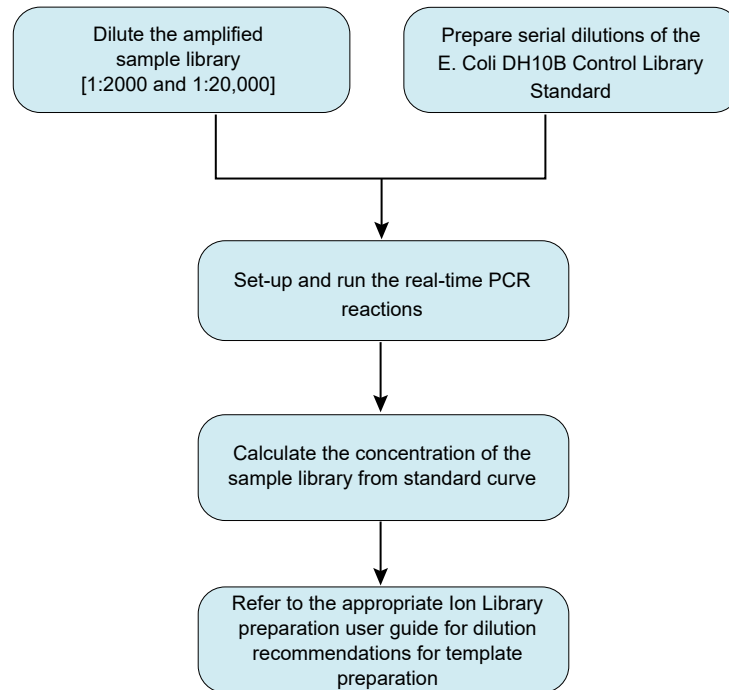 Dilute the amplified
sample library
[1:2000 and 1:20,000]
Prepare serial dilutions of the
E. Coli DH10B Control Library
Standard
Set-up and run the real-time PCR
reactions
Calculate the concentration of the
sample library from standard curve
Refer to the appropriate Ion Library
preparation user guide for dilution
recommendations for template
preparation